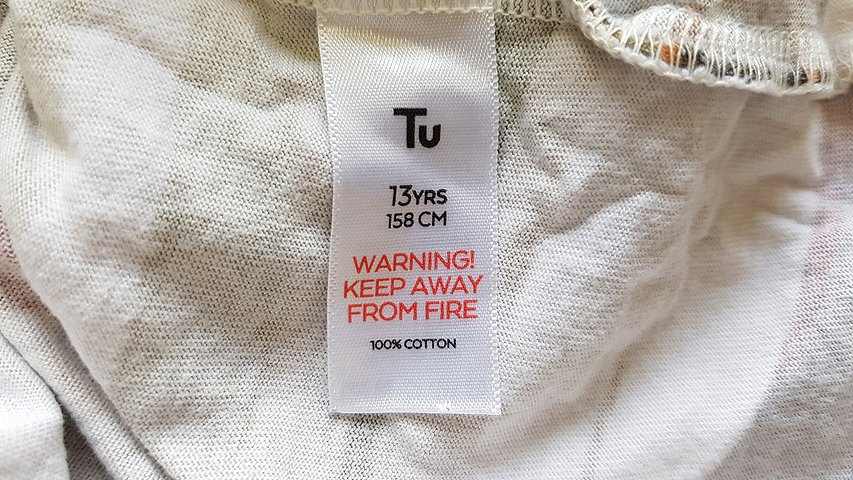 Tu
13YRS
158 CM
WARNING!
KEEP AWAY
FROM FIRE
100% COTTON